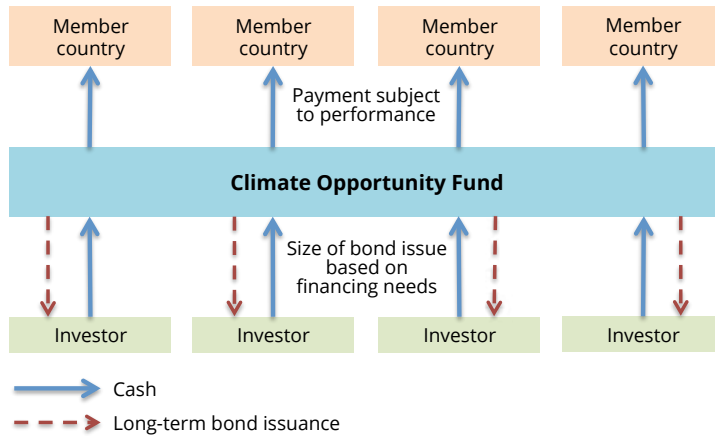 Member
country
Member
country
Member
country
Member
country
Payment subject
to performance
Climate Opportunity Fund
Size of bond issue
based on
financing needs
Investor
Investor
Investor
Investor
Cash
Long-term bond issuance